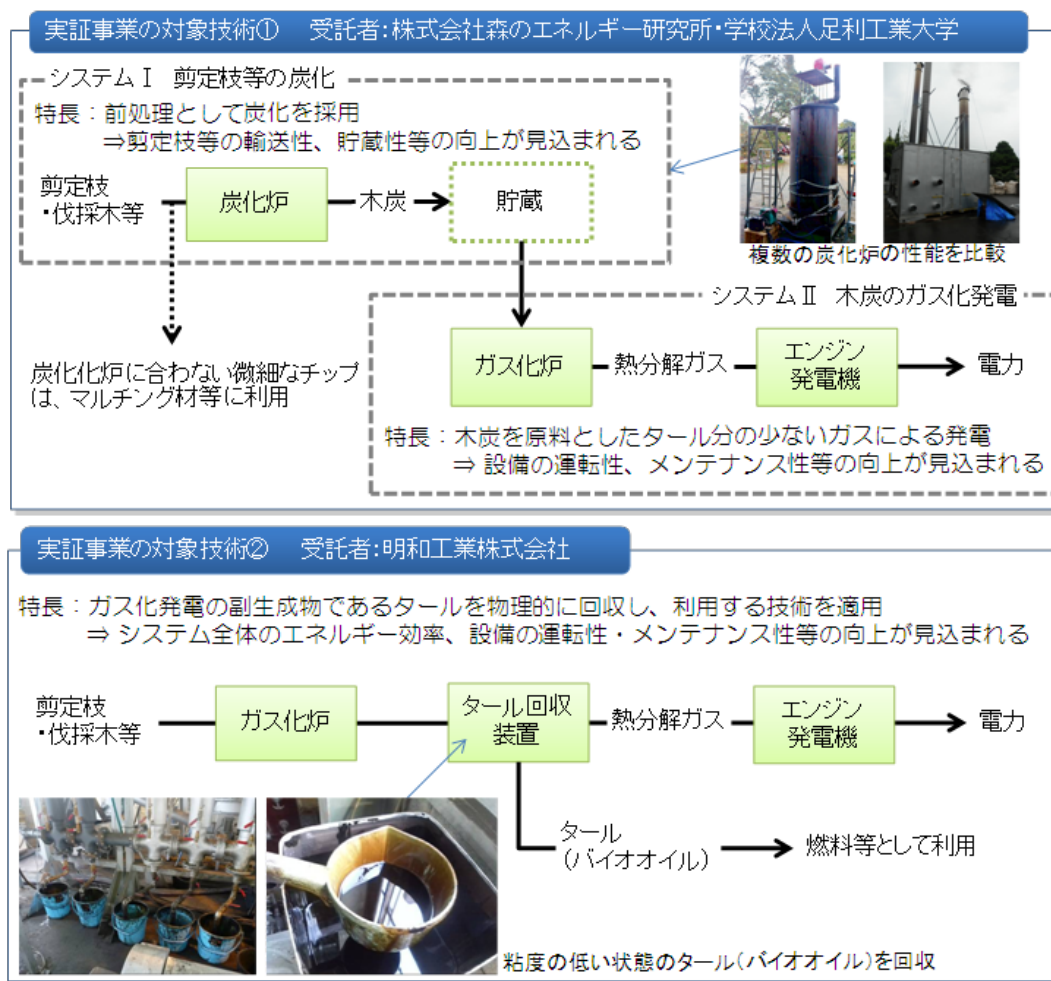 実証事業の対象技術① 受託者:株式会社森のエネルギー研究所・学校法人足利工業大学
システムⅠ 剪定枝等の炭化
特長：前処理として炭化を採用
⇒剪定枝等の輸送性、貯蔵性等の向上が見込まれる
剪定枝
・伐採木等
炭化炉
木炭
貯蔵
複数の炭化炉の性能を比較
炭化化炉に合わない微細なチップ
は、マルチング材等に利用
システムⅡ 木炭のガス化発電
ガス化炉
熱分解ガス
エンジン
発電機
電力
特長：木炭を原料としたタール分の少ないガスによる発電
⇒ 設備の運転性、メンテナンス性等の向上が見込まれる
実証事業の対象技術② 受託者:明和工業株式会社
特長：ガス化発電の副生成物であるタールを物理的に回収し、利用する技術を適用
⇒ システム全体のエネルギー効率、設備の運転性・メンテナンス性等の向上が見込まれる
剪定枝
・伐採木等
ガス化炉
タール回収
装置
熱分解ガス
エンジン
発電機
電力
タール
(バイオオイル)
燃料等として利用
粘度の低い状態のタール(バイオオイル)を回収